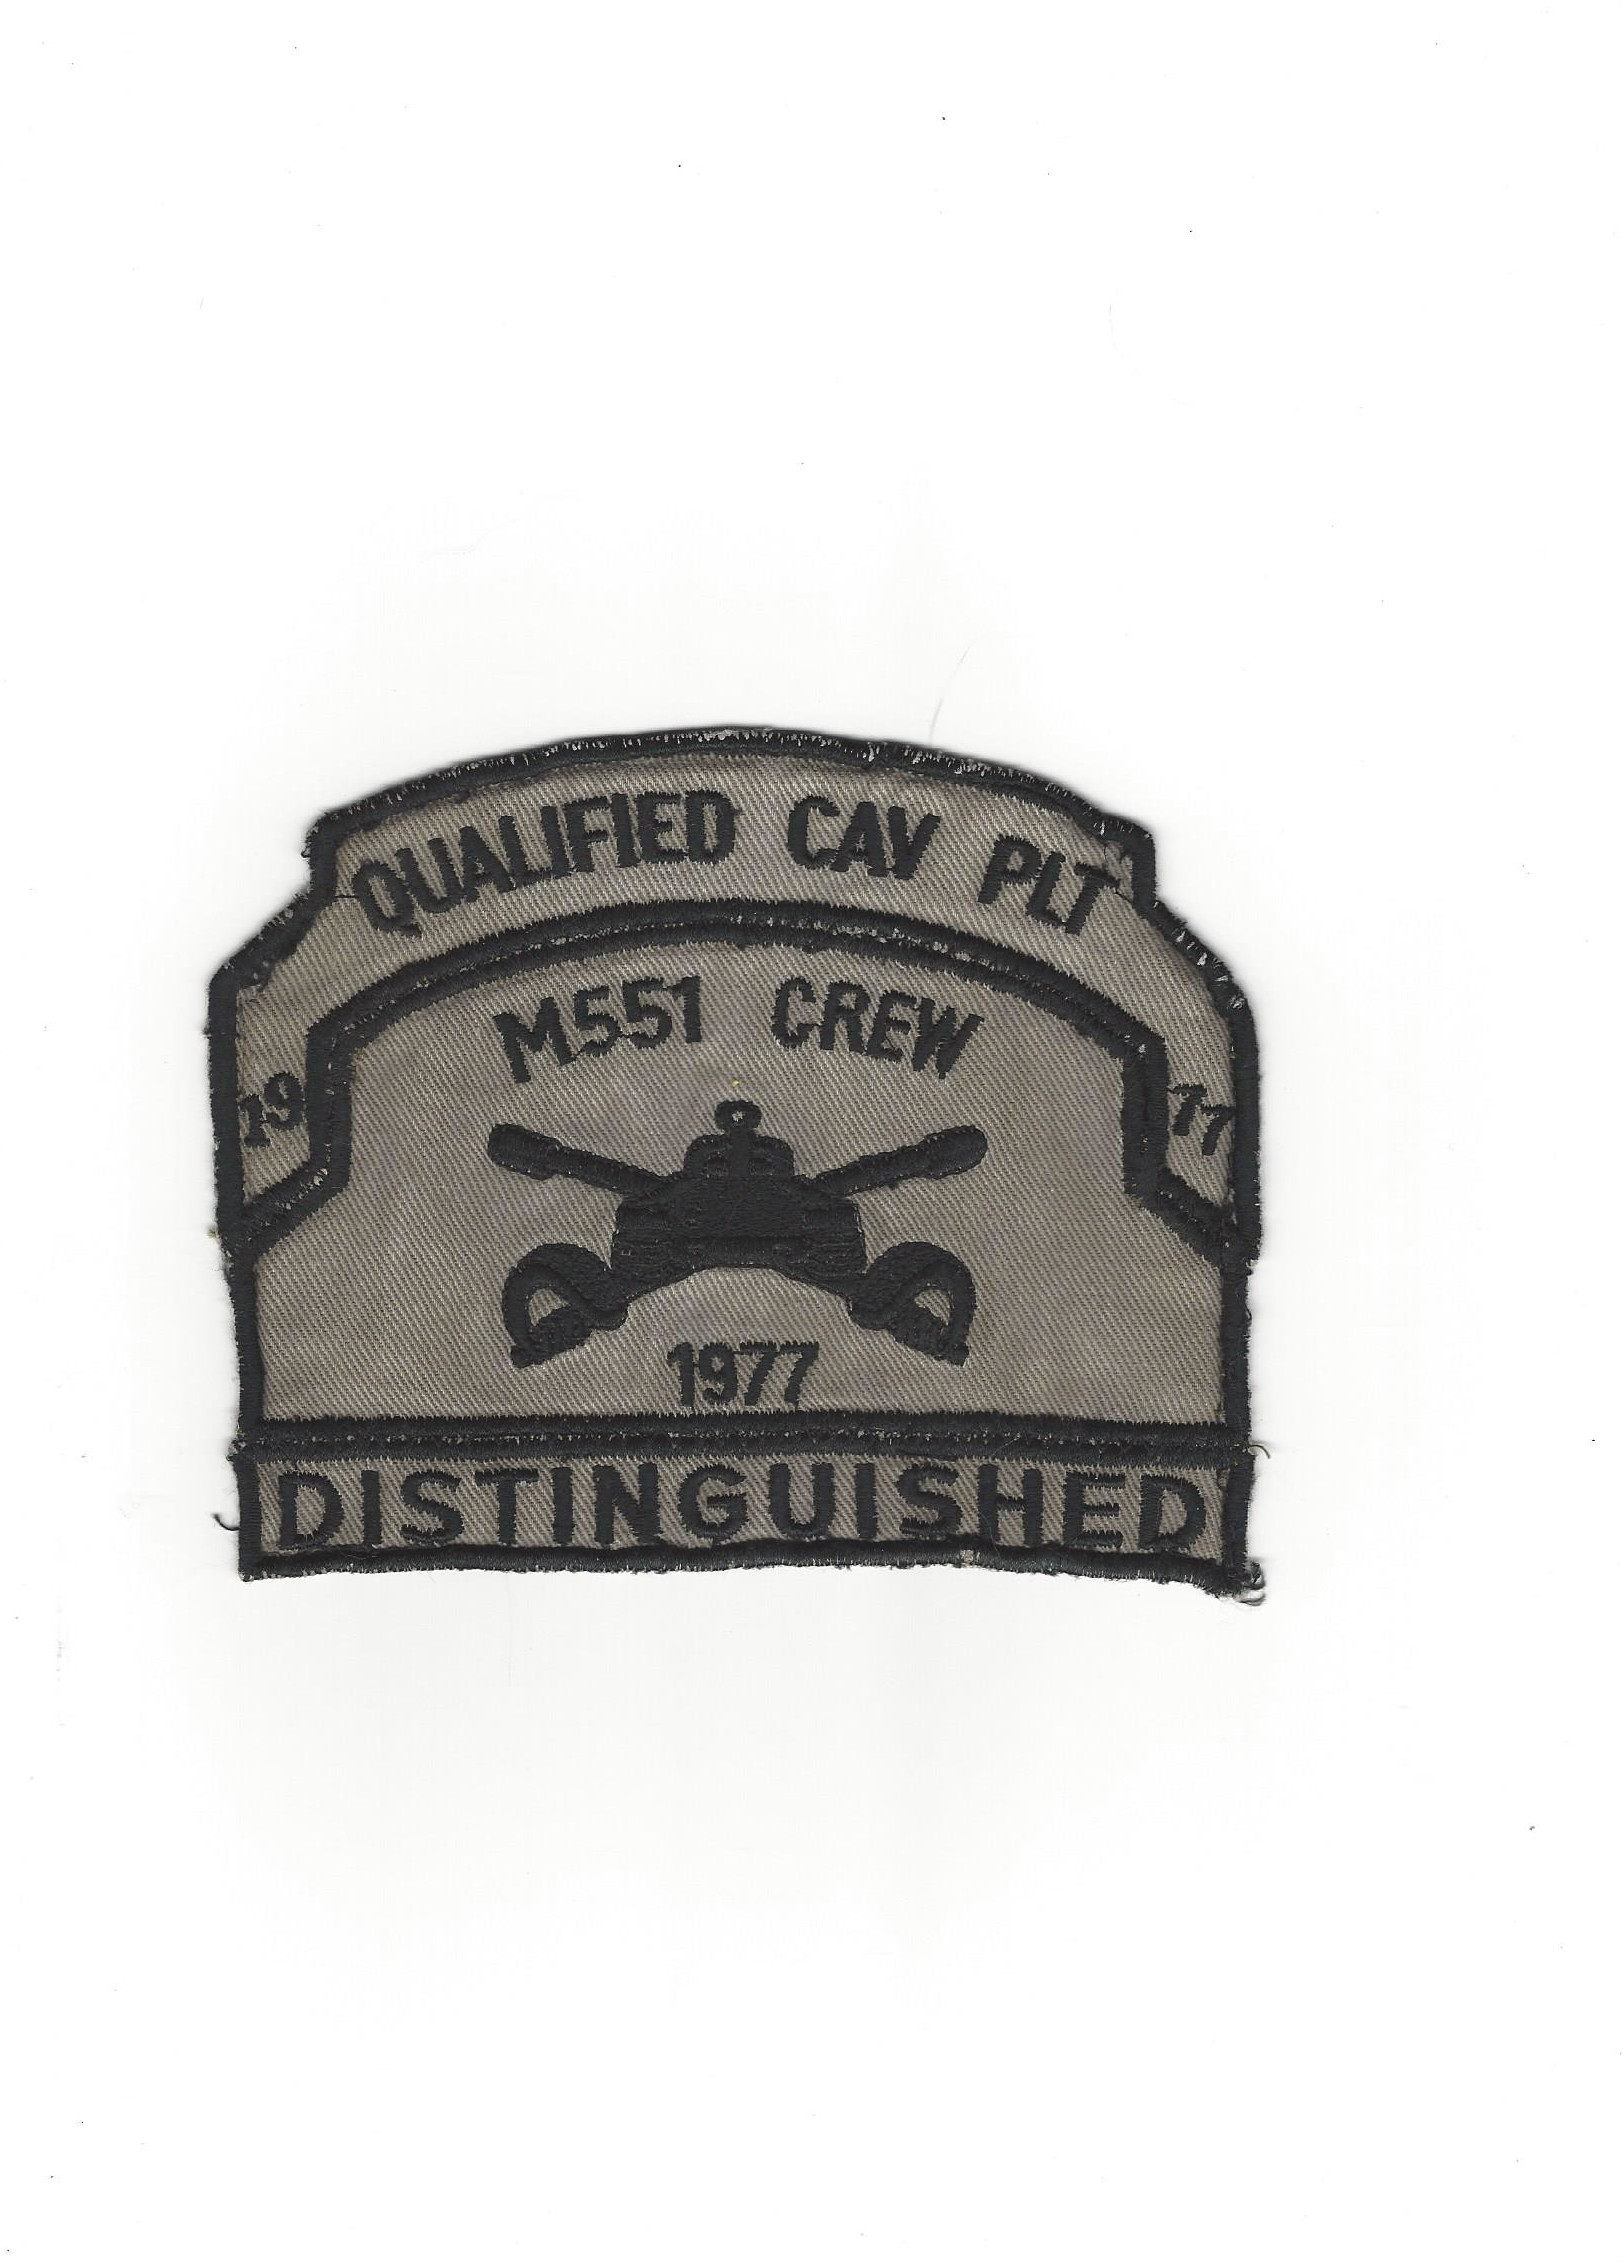 QUALIFIED CAV PLT
19 77
M551 CREW
1977
DISTINGUISHED